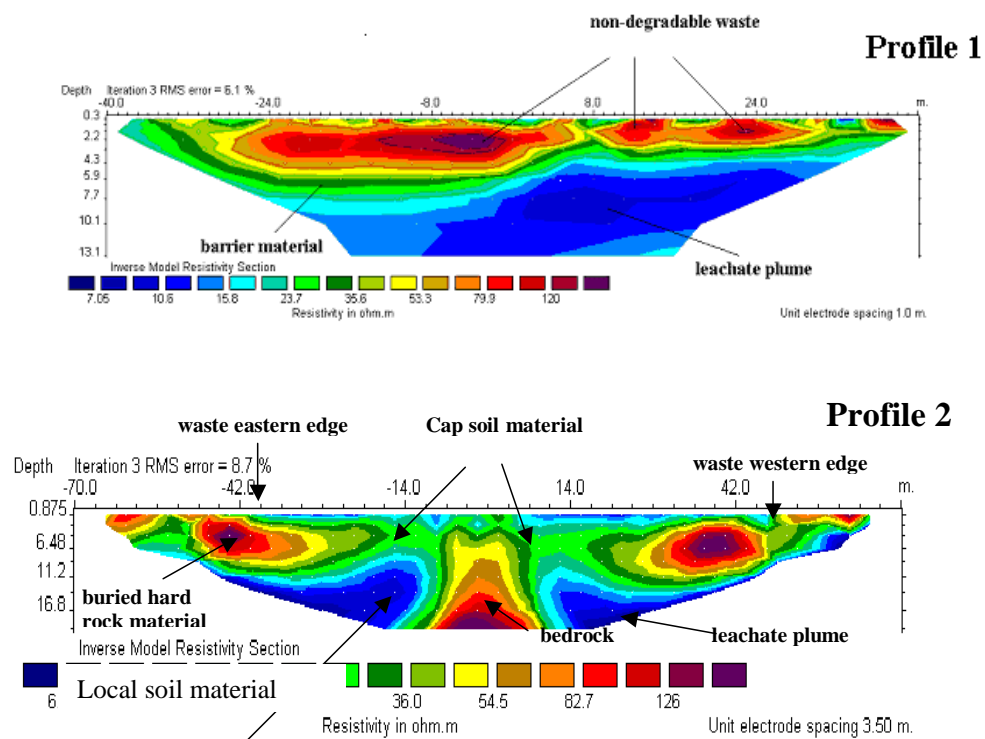 non-degradable waste
Profile 1
Depth Iteration 3 RMS error = 6.1 %
-40.0 -24.0 -8.0 8.0 24.0 m.
0.3
2.2
4.3
5.9
7.7
10.1
13.1
barrier material
leachate plume
Inverse Model Resistivity Section
7.05 10.6 15.8 23.7 35.6 53.3 79.9 120
Resistivity in ohm.m
Unit electrode spacing 1.0 m.
Profile 2
waste eastern edge
Cap soil material
waste western edge
Depth Iteration 3 RMS error = 8.7 %
-70.0 -42.0 -14.0 14.0 42.0 m.
0.875
6.48
11.2
16.8
buried hard
rock material
bedrock
leachate plume
Inverse Model Resistivity Section
Local soil material
36.0 54.5 82.7 126
Resistivity in ohm.m
Unit electrode spacing 3.50 m.